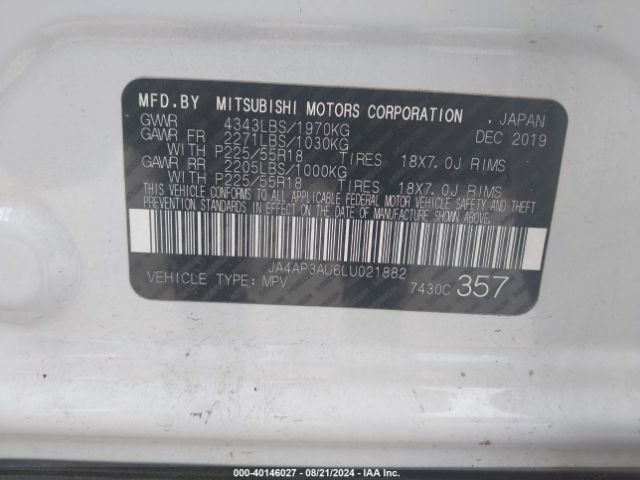 MFD.BY MITSUBISHI MOTORS CORPORATION , JAPAN
GVWR 4343LBS/1970KG DEC 2019
GAWR FR 2271LBS/1030KG
WITH P225/55R18 TIRES 18X7.0J RIMS
GAWR RR 2205LBS/1000KG
WITH P225/55R18 TIRES 18X7.0J RIMS
THIS VEHICLE CONFORMS TO ALL APPLICABLE FEDERAL MOTOR VEHICLE SAFETY AND THEFT
PREVENTION STANDARDS IN EFFECT ON THE DATE OF MANUFACTURE SHOWN ABOVE.
JA4AP3AU6LU021882
VEHICLE TYPE: MPV 7430C 357
000-40146027 - 08/21/2024 - IAA Inc.